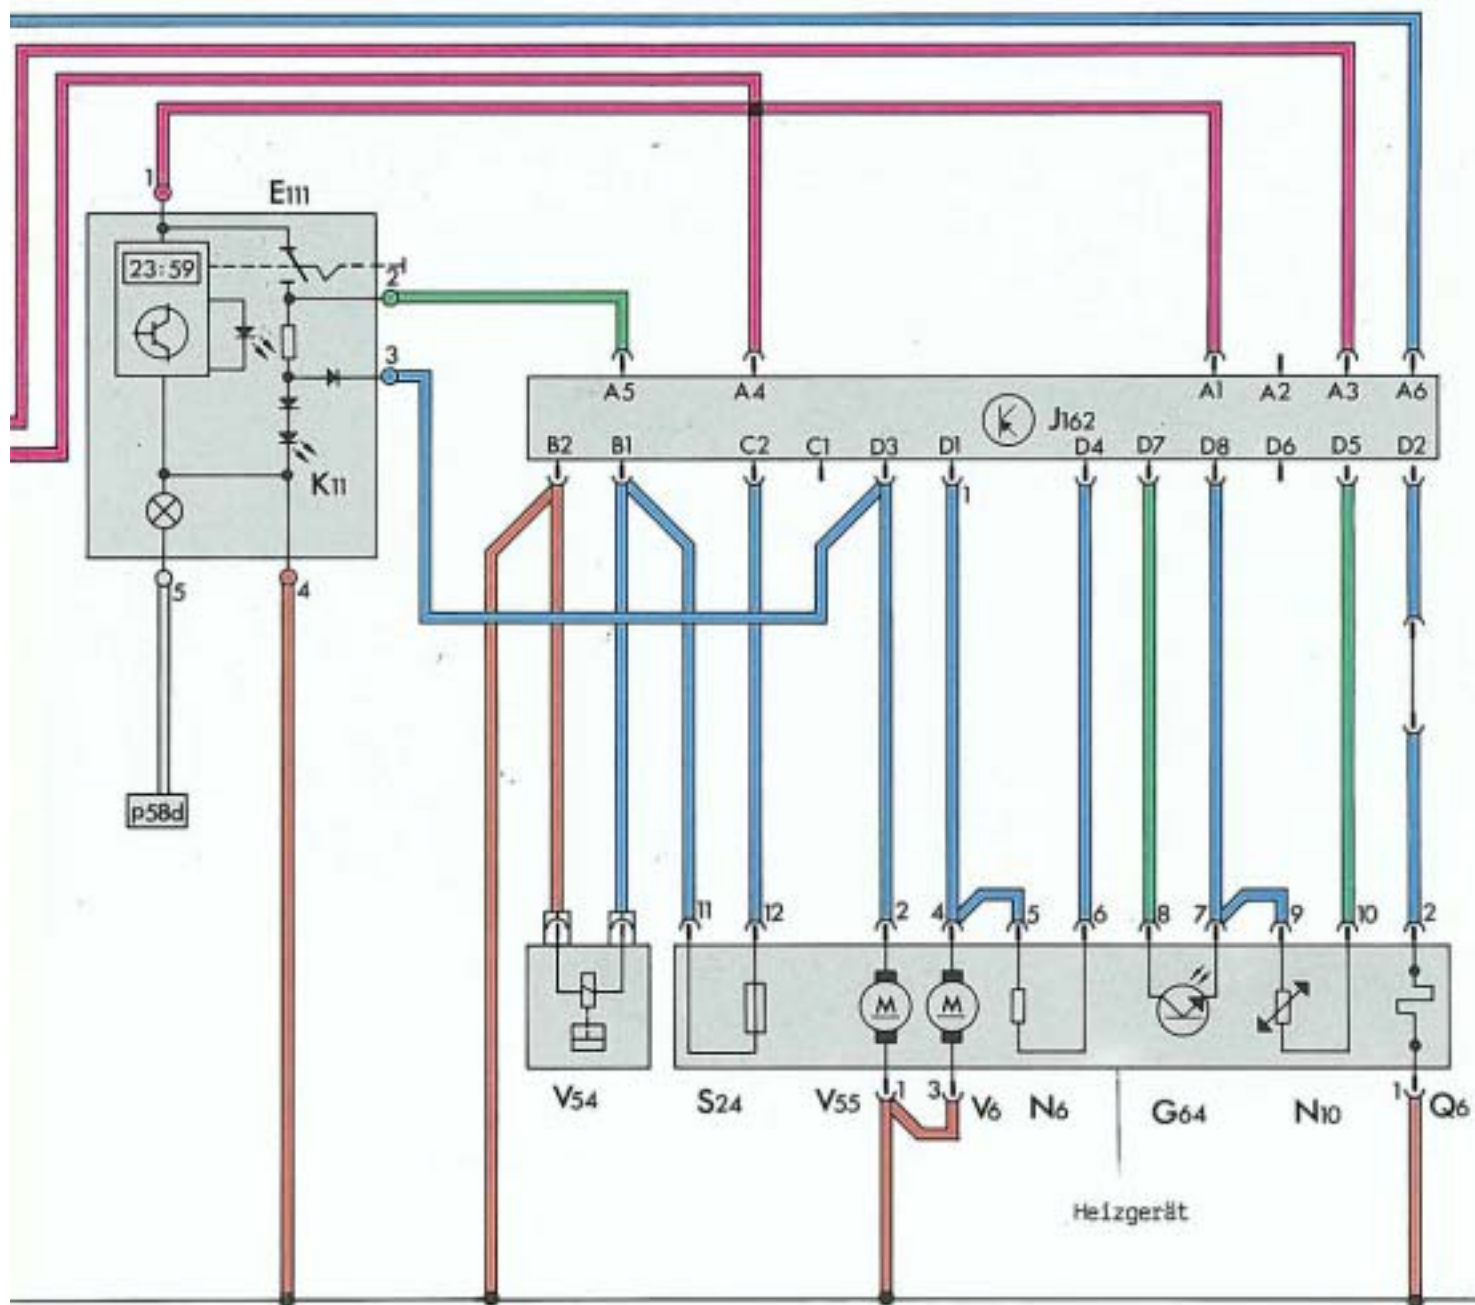 1
E111
23:59
2
3
A5 A4 A1 A2 A3 A6
J162
B2 B1 C2 C1 D3 D1 D4 D7 D8 D6 D5 D2
K11
1
5 4
p58d
11 12 2 4 5 6 8 7 9 10 2
M M
V54 S24 V55 1 3 V6 N6 G64 N10 1 Q6
Heizgerät